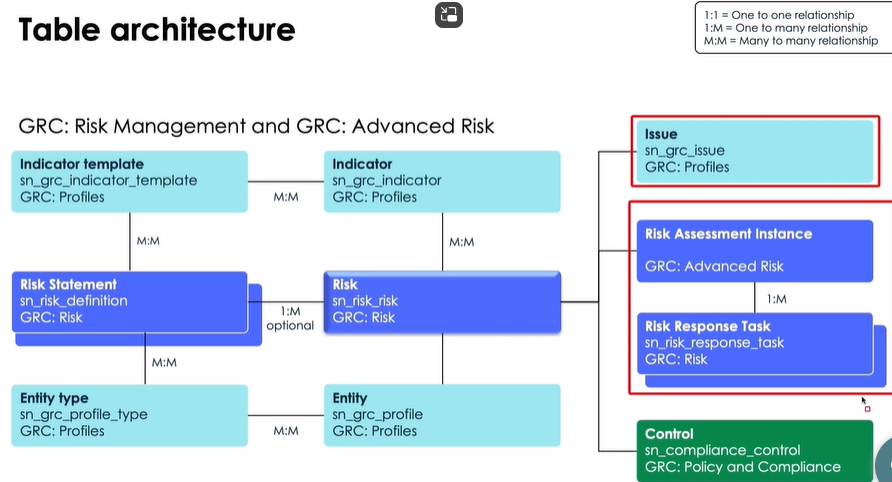 Table architecture
1:1 = One to one relationship
1:M = One to many relationship
M:M = Many to many relationship
GRC: Risk Management and GRC: Advanced Risk
Indicator template
sn_grc_indicator_template
GRC: Profiles
M:M
Indicator
sn_grc_indicator
GRC: Profiles
Issue
sn_grc_issue
GRC: Profiles
M:M
M:M
Risk Statement
sn_risk_definition
GRC: Risk
1:M
optional
Risk
sn_risk_risk
GRC: Risk
Risk Assessment Instance
GRC: Advanced Risk
1:M
Risk Response Task
sn_risk_response_task
GRC: Risk
M:M
Entity type
sn_grc_profile_type
GRC: Profiles
M:M
Entity
sn_grc_profile
GRC: Profiles
Control
sn_compliance_control
GRC: Policy and Compliance